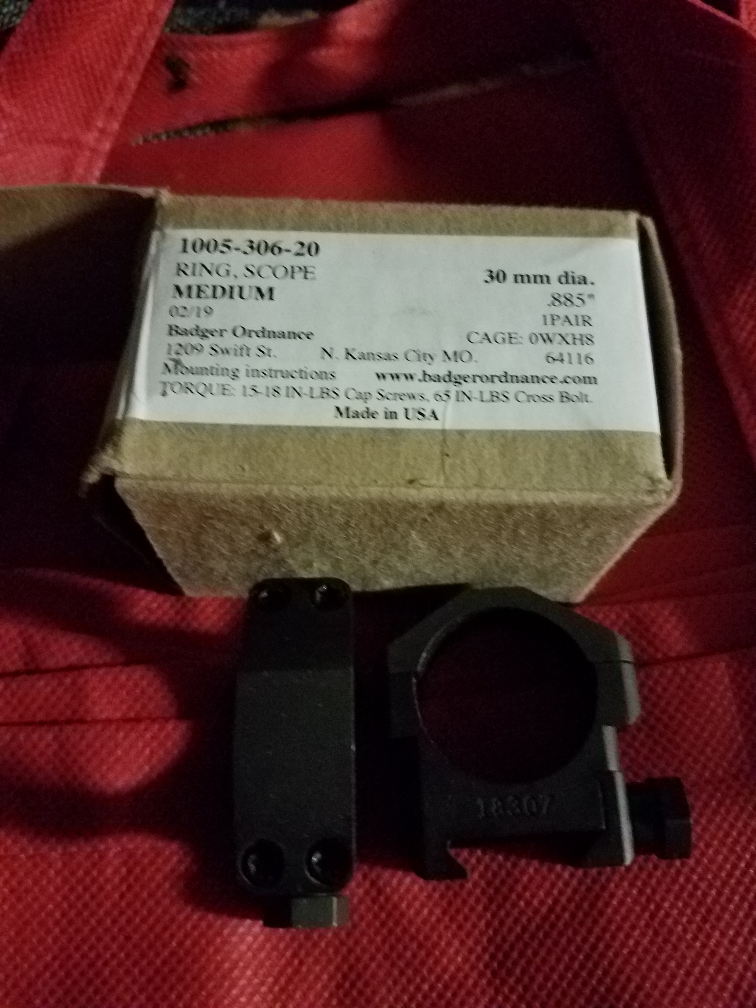 1005-306-20
RING, SCOPE 30 mm dia.
MEDIUM .885"
02/19 1PAIR
Badger Ordnance CAGE: 0WXH8
1209 Swift St. N. Kansas City MO. 64116
Mounting instructions www.badgerordnance.com
TORQUE: 15-18 IN-LBS Cap Screws, 65 IN-LBS Cross Bolt.
Made in USA
18307